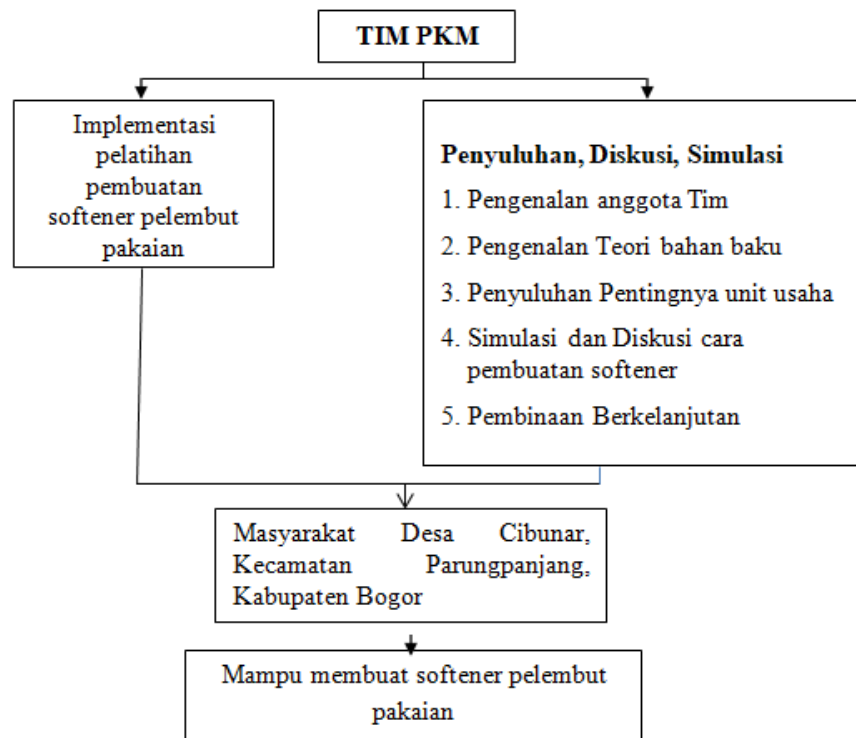 TIM PKM
Implementasi
pelatihan
pembuatan
softener pelembut
pakaian
Penyuluhan, Diskusi, Simulasi
1. Pengenalan anggota Tim
2. Pengenalan Teori bahan baku
3. Penyuluhan Pentingnya unit usaha
4. Simulasi dan Diskusi cara
pembuatan softener
5. Pembinaan Berkelanjutan
Masyarakat Desa Cibunar,
Kecamatan Parungpanjang,
Kabupaten Bogor
Mampu membuat softener pelembut
pakaian